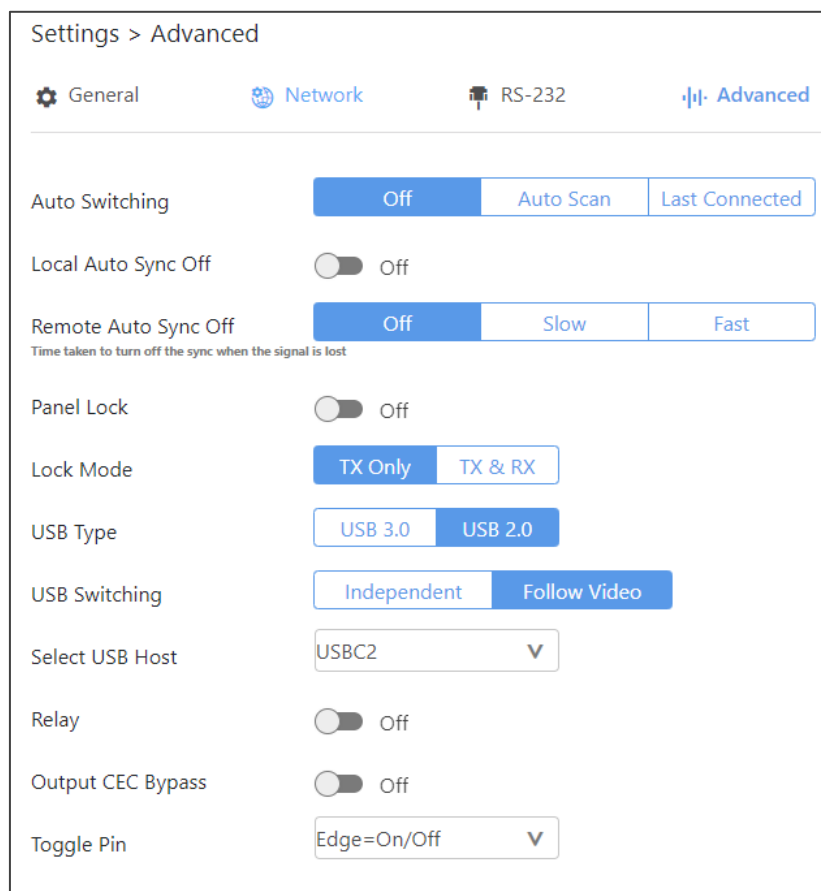 Settings > Advanced
General Network RS-232 Advanced
Auto Switching Off Auto Scan Last Connected
Local Auto Sync Off Off
Remote Auto Sync Off Off Slow Fast
Time taken to turn off the sync when the signal is lost
Panel Lock Off
Lock Mode TX Only TX & RX
USB Type USB 3.0 USB 2.0
USB Switching Independent Follow Video
Select USB Host USBC2
Relay Off
Output CEC Bypass Off
Toggle Pin Edge=On/Off